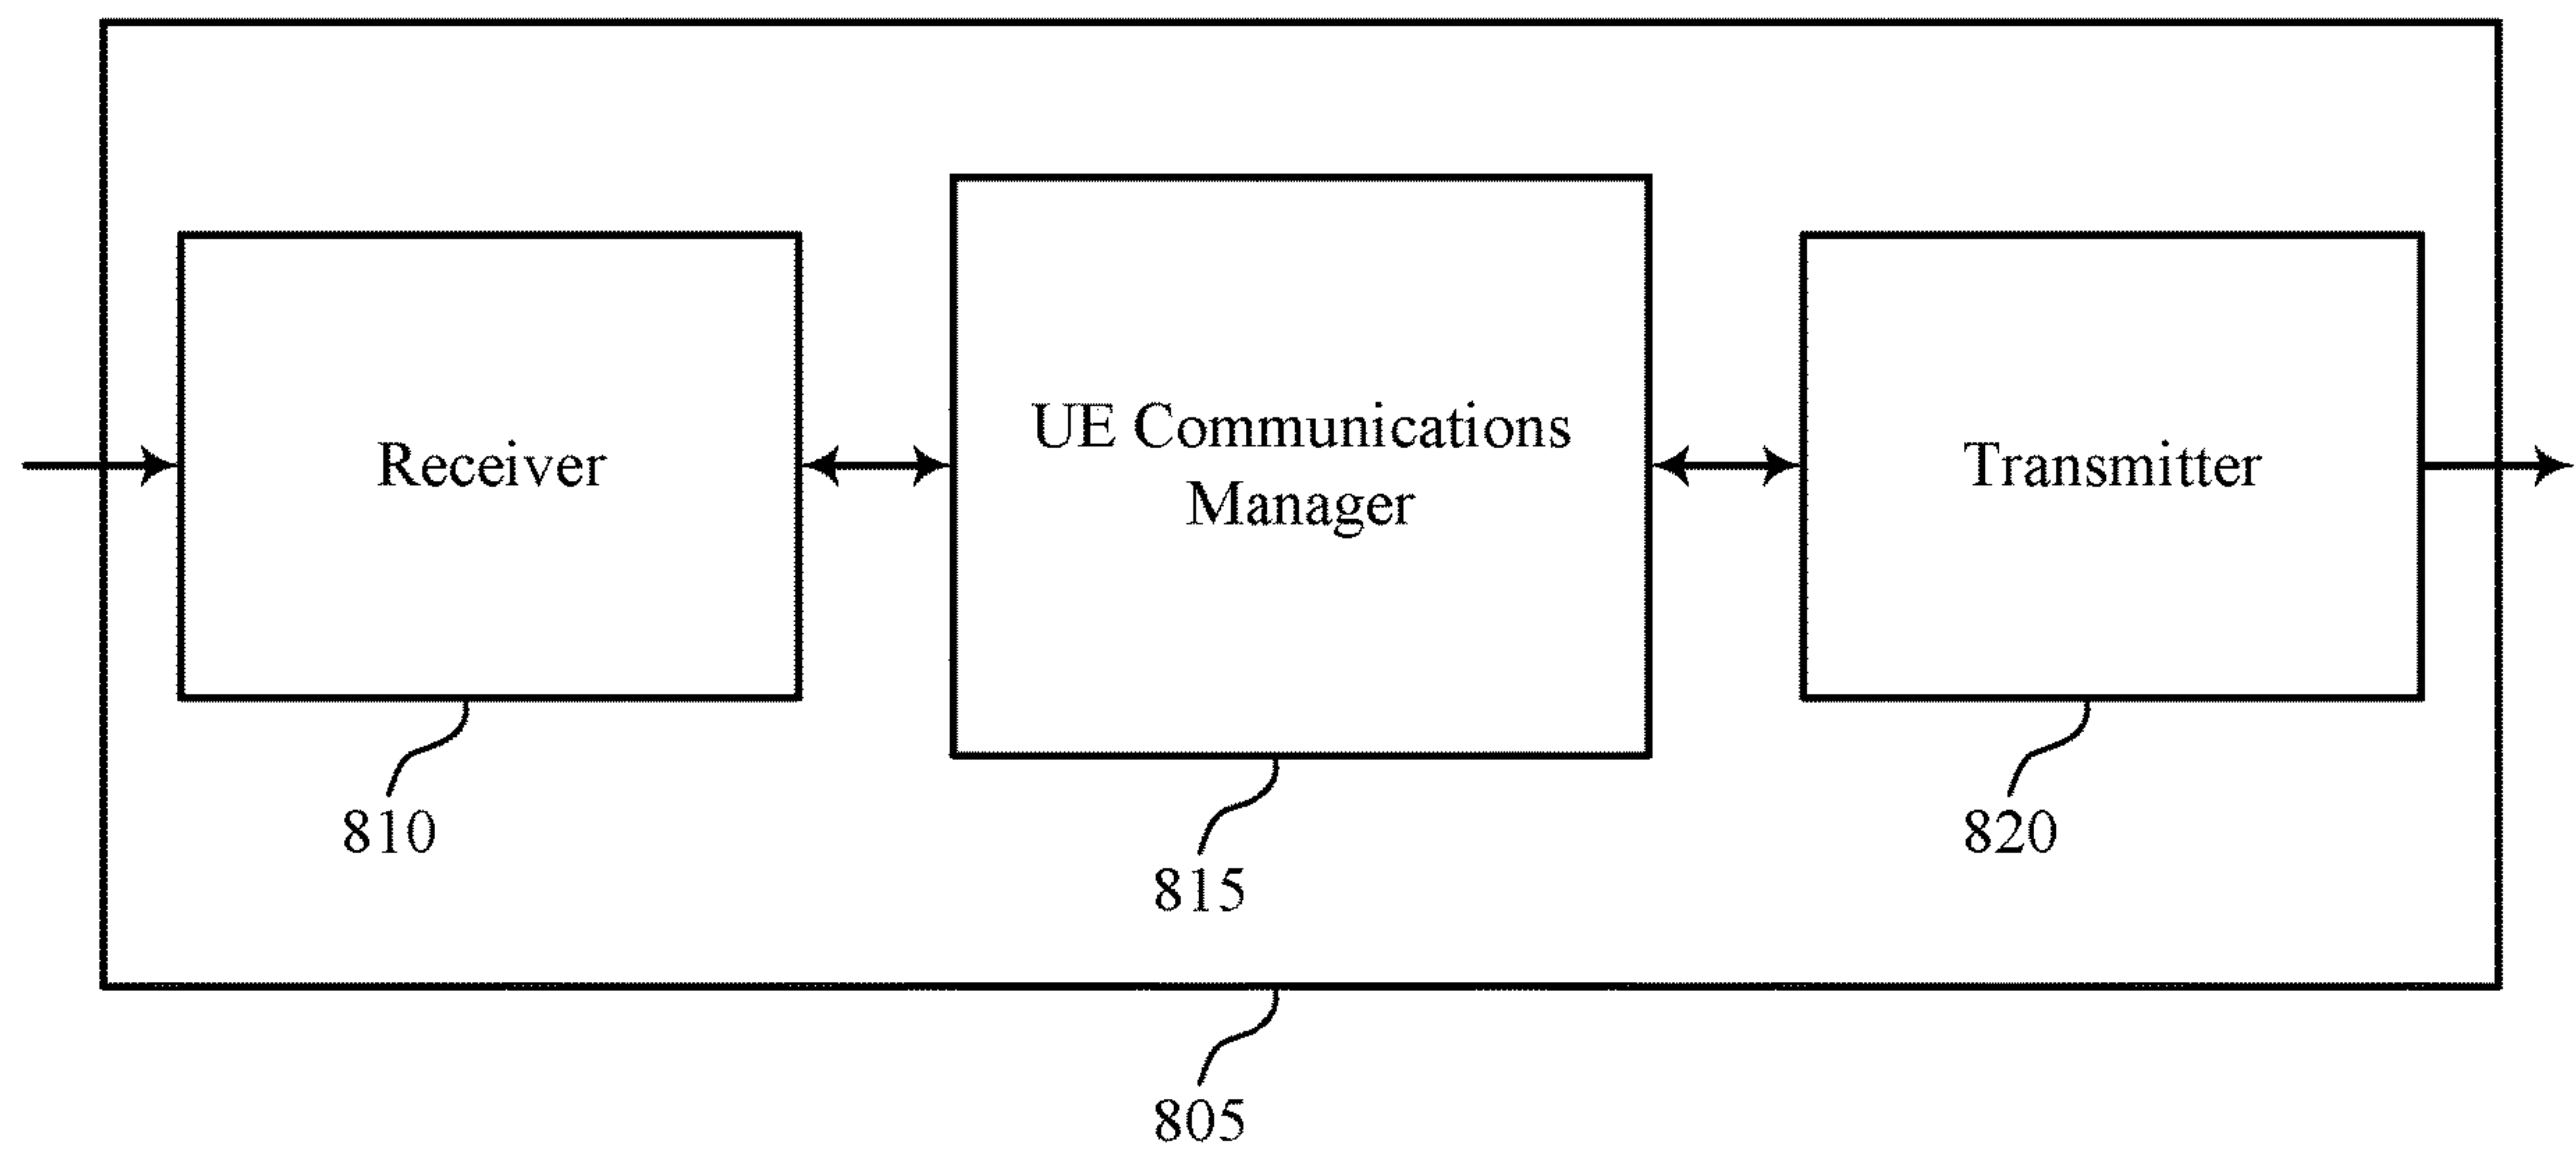 Receiver
UE Communications
Manager
Transmitter
810
815
820
805